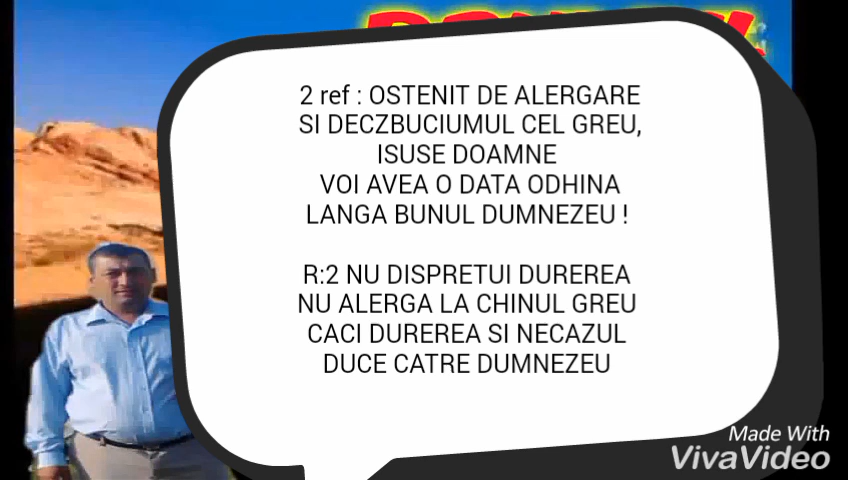 2 ref : OSTENIT DE ALERGARE
SI DECZBUCIUMUL CEL GREU,
ISUSE DOAMNE
VOI AVEA O DATA ODHINA
LANGA BUNUL DUMNEZEU !
R:2 NU DISPRETUI DUREREA
NU ALERGA LA CHINUL GREU
CACI DUREREA SI NECAZUL
DUCE CATRE DUMNEZEU
Made With
VivaVideo